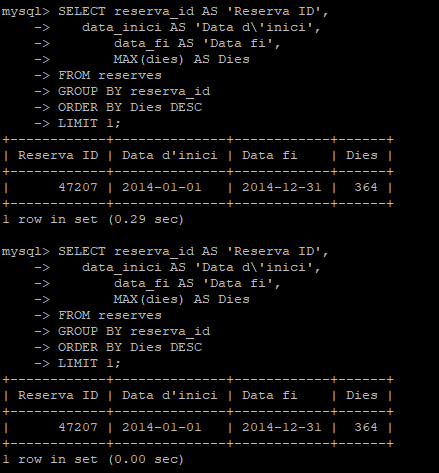 mysql> SELECT reserva_id AS 'Reserva ID',
    ->     data_inici AS 'Data d\'inici',
    ->         data_fi AS 'Data fi',
    ->         MAX(dies) AS Dies
    -> FROM reserves
    -> GROUP BY reserva_id
    -> ORDER BY Dies DESC
    -> LIMIT 1;
+------------+--------------+------------+------+
| Reserva ID | Data d'inici | Data fi    | Dies |
+------------+--------------+------------+------+
|      47207 | 2014-01-01   | 2014-12-31 |  364 |
+------------+--------------+------------+------+
1 row in set (0.29 sec)

mysql> SELECT reserva_id AS 'Reserva ID',
    ->     data_inici AS 'Data d\'inici',
    ->         data_fi AS 'Data fi',
    ->         MAX(dies) AS Dies
    -> FROM reserves
    -> GROUP BY reserva_id
    -> ORDER BY Dies DESC
    -> LIMIT 1;
+------------+--------------+------------+------+
| Reserva ID | Data d'inici | Data fi    | Dies |
+------------+--------------+------------+------+
|      47207 | 2014-01-01   | 2014-12-31 |  364 |
+------------+--------------+------------+------+
1 row in set (0.00 sec)